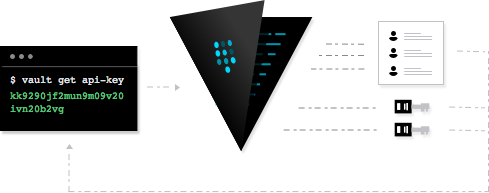 $ vault get api-key
kk9290jf2mun9m09v20
ivn20b2vg